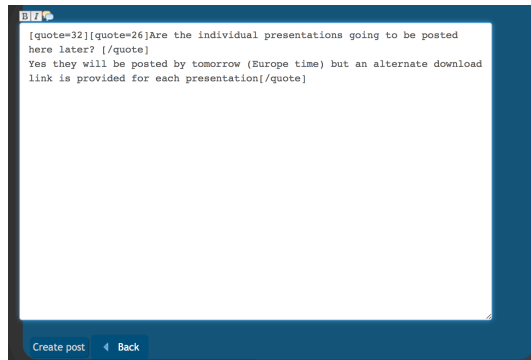 B I
[quote=32][quote=26]Are the individual presentations going to be posted
here later? [/quote]
Yes they will be posted by tomorrow (Europe time) but an alternate download
link is provided for each presentation[/quote]
Create post Back